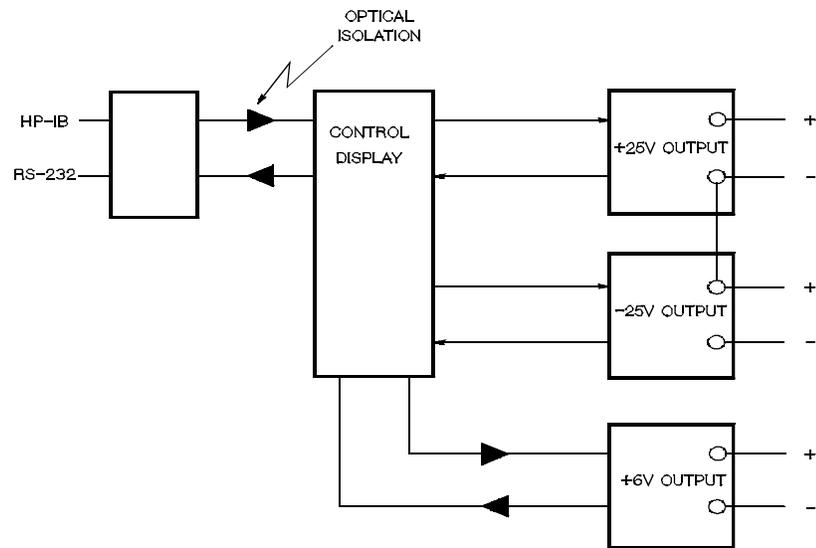 OPTICAL
ISOLATION
HP-IB
RS-232
CONTROL
DISPLAY
+25V OUTPUT
+
-
-25V OUTPUT
+
-
+6V OUTPUT
+
-